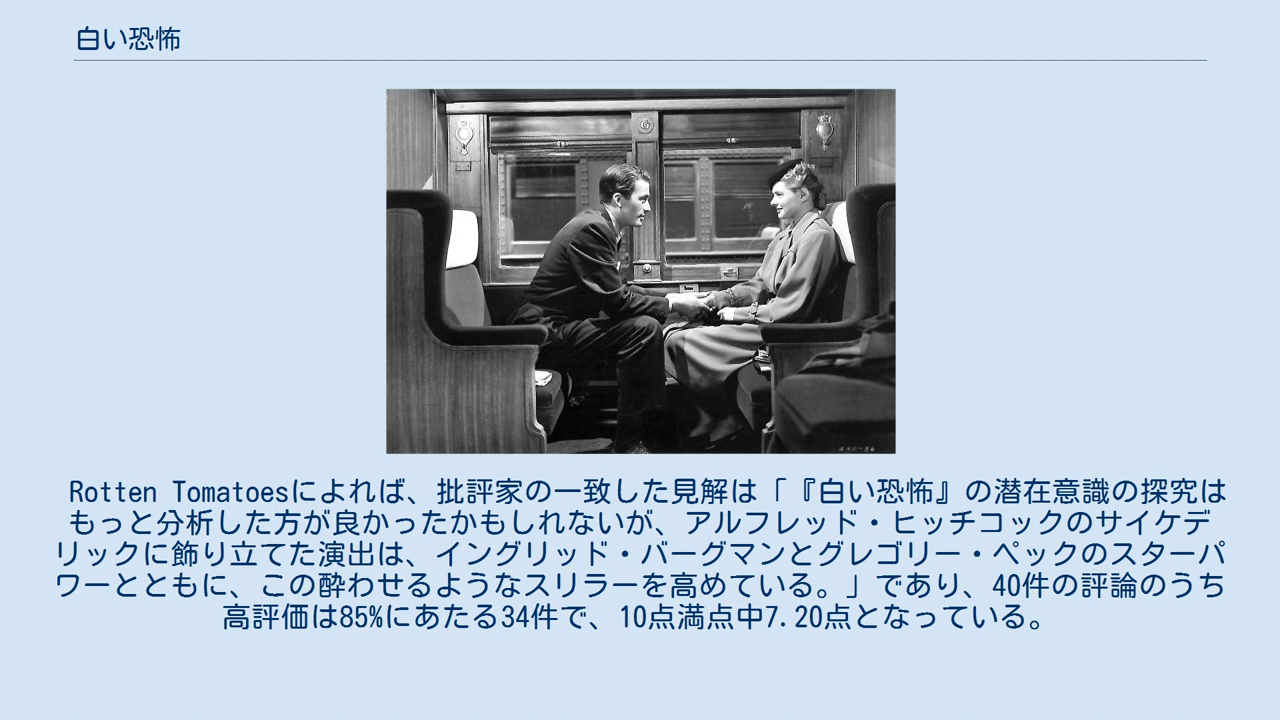 白い恐怖
Rotten Tomatoesによれば、批評家の一致した見解は「『白い恐怖』の潜在意識の探究は
もっと分析した方が良かったかもしれないが、アルフレッド・ヒッチコックのサイケデ
リックに飾り立てた演出は、イングリッド・バーグマンとグレゴリー・ペックのスターパ
ワーとともに、この酔わせるようなスリラーを高めている。」であり、40件の評論のうち
高評価は85%にあたる34件で、10点満点中7.20点となっている。